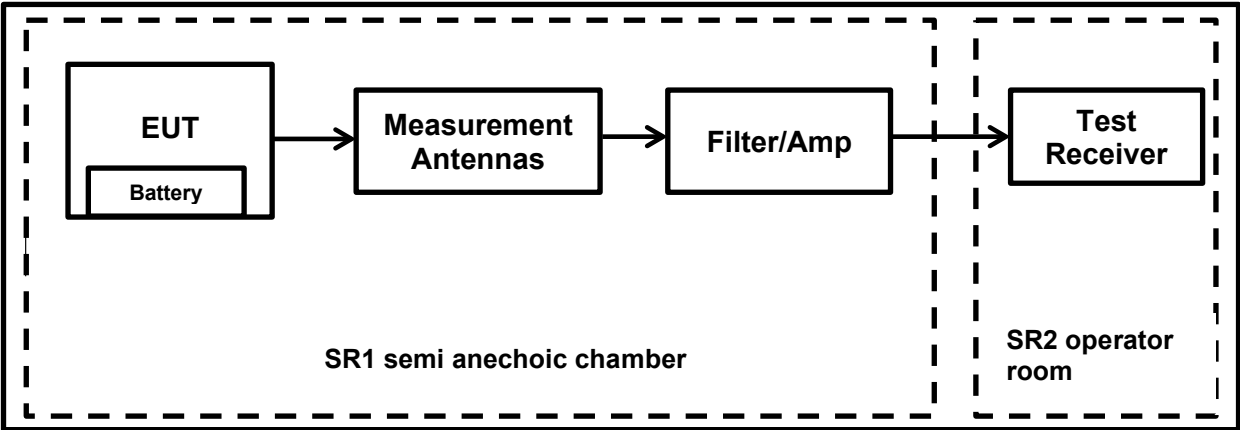 EUT
Battery
Measurement
Antennas
Filter/Amp
Test
Receiver
SR1 semi anechoic chamber
SR2 operator
room